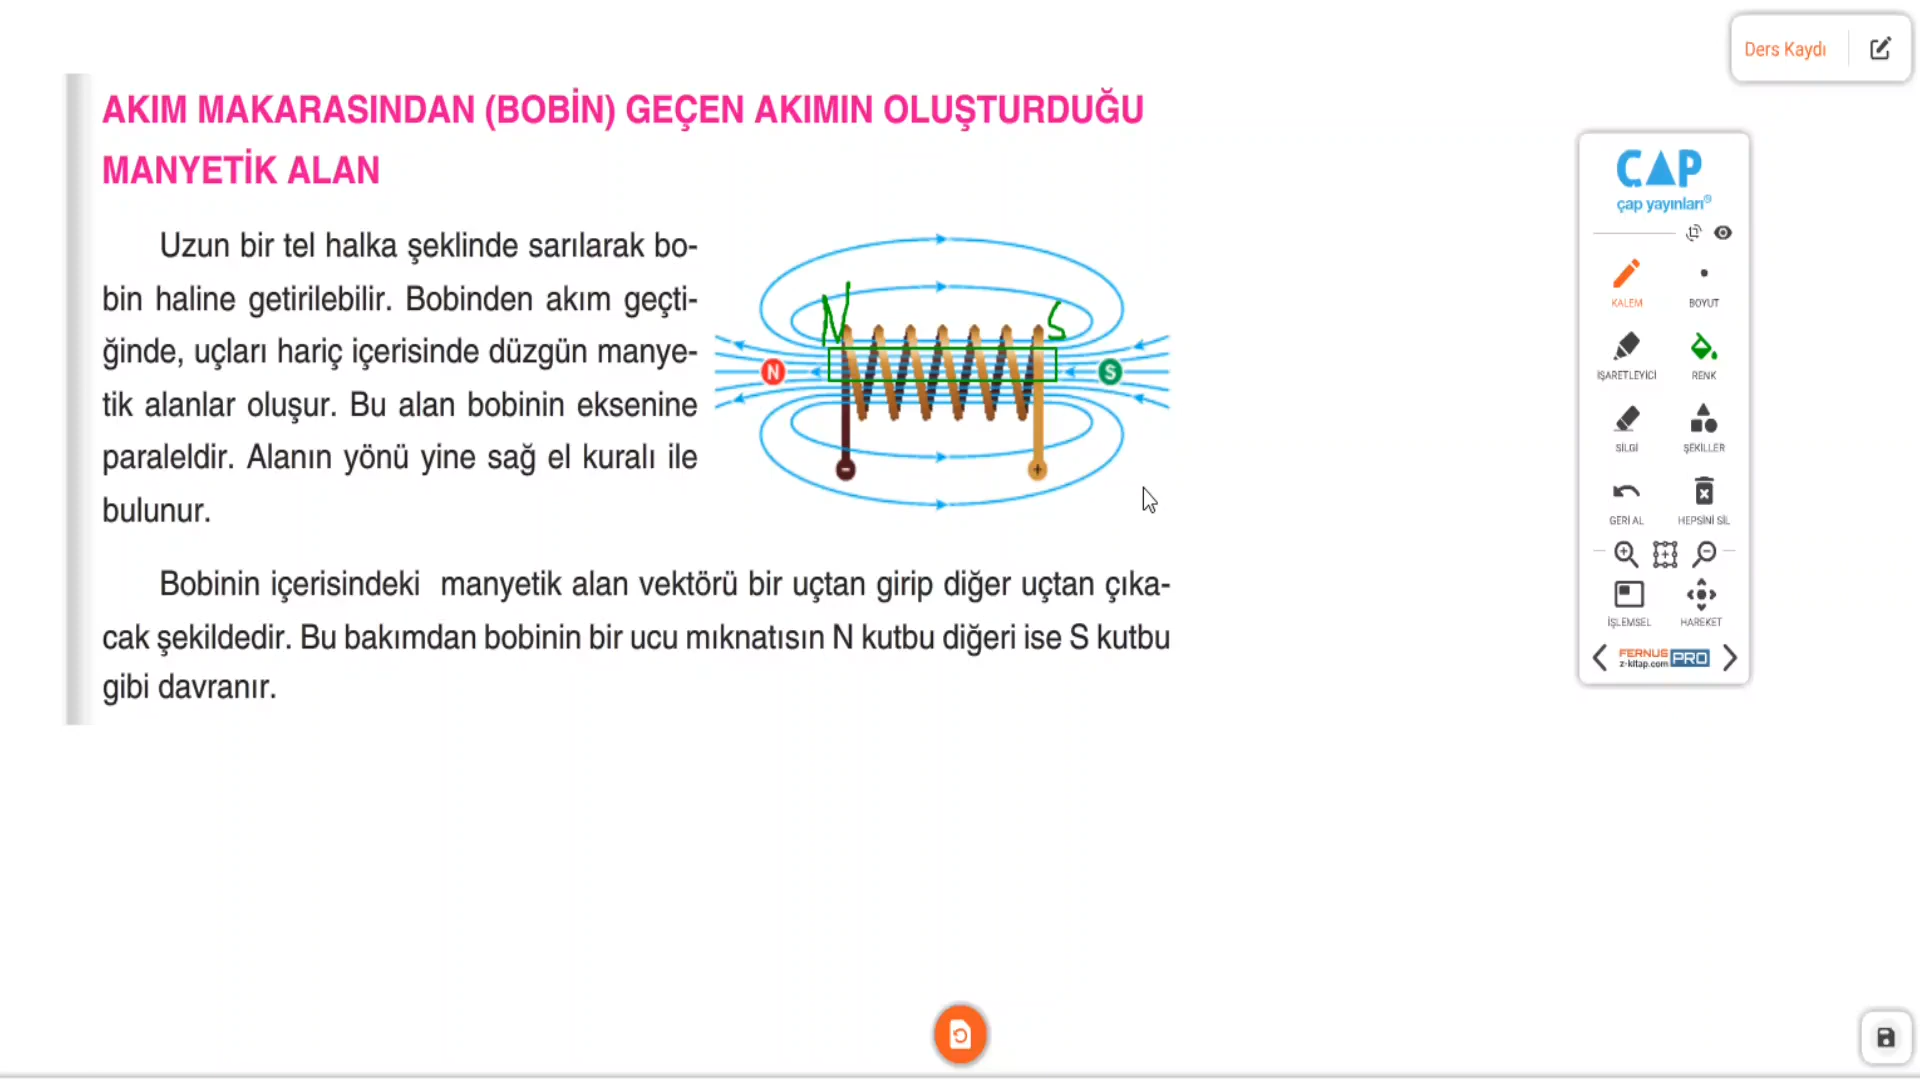 Ders Kaydı
AKIM MAKARASINDAN (BOBİN) GEÇEN AKIMIN OLUŞTURDUĞU
MANYETİK ALAN
Uzun bir tel halka şeklinde sarılarak bo-
bin haline getirilebilir. Bobinden akım geçti-
ğinde, uçları hariç içerisinde düzgün manye-
tik alanlar oluşur. Bu alan bobinin eksenine
paraleldir. Alanın yönü yine sağ el kuralı ile
bulunur.
N S
N S
- +
Bobinin içerisindeki manyetik alan vektörü bir uçtan girip diğer uçtan çıka-
cak şekildedir. Bu bakımdan bobinin bir ucu mıknatısın N kutbu diğeri ise S kutbu
gibi davranır.
ÇAP
çap yayınları®
KALEM BOYUT
İŞARETLEYİCİ RENK
SİLGİ ŞEKİLLER
GERİ AL HEPSİNİ SİL
İŞLEMSEL HAREKET
FERNUS
z-kitap.com PRO